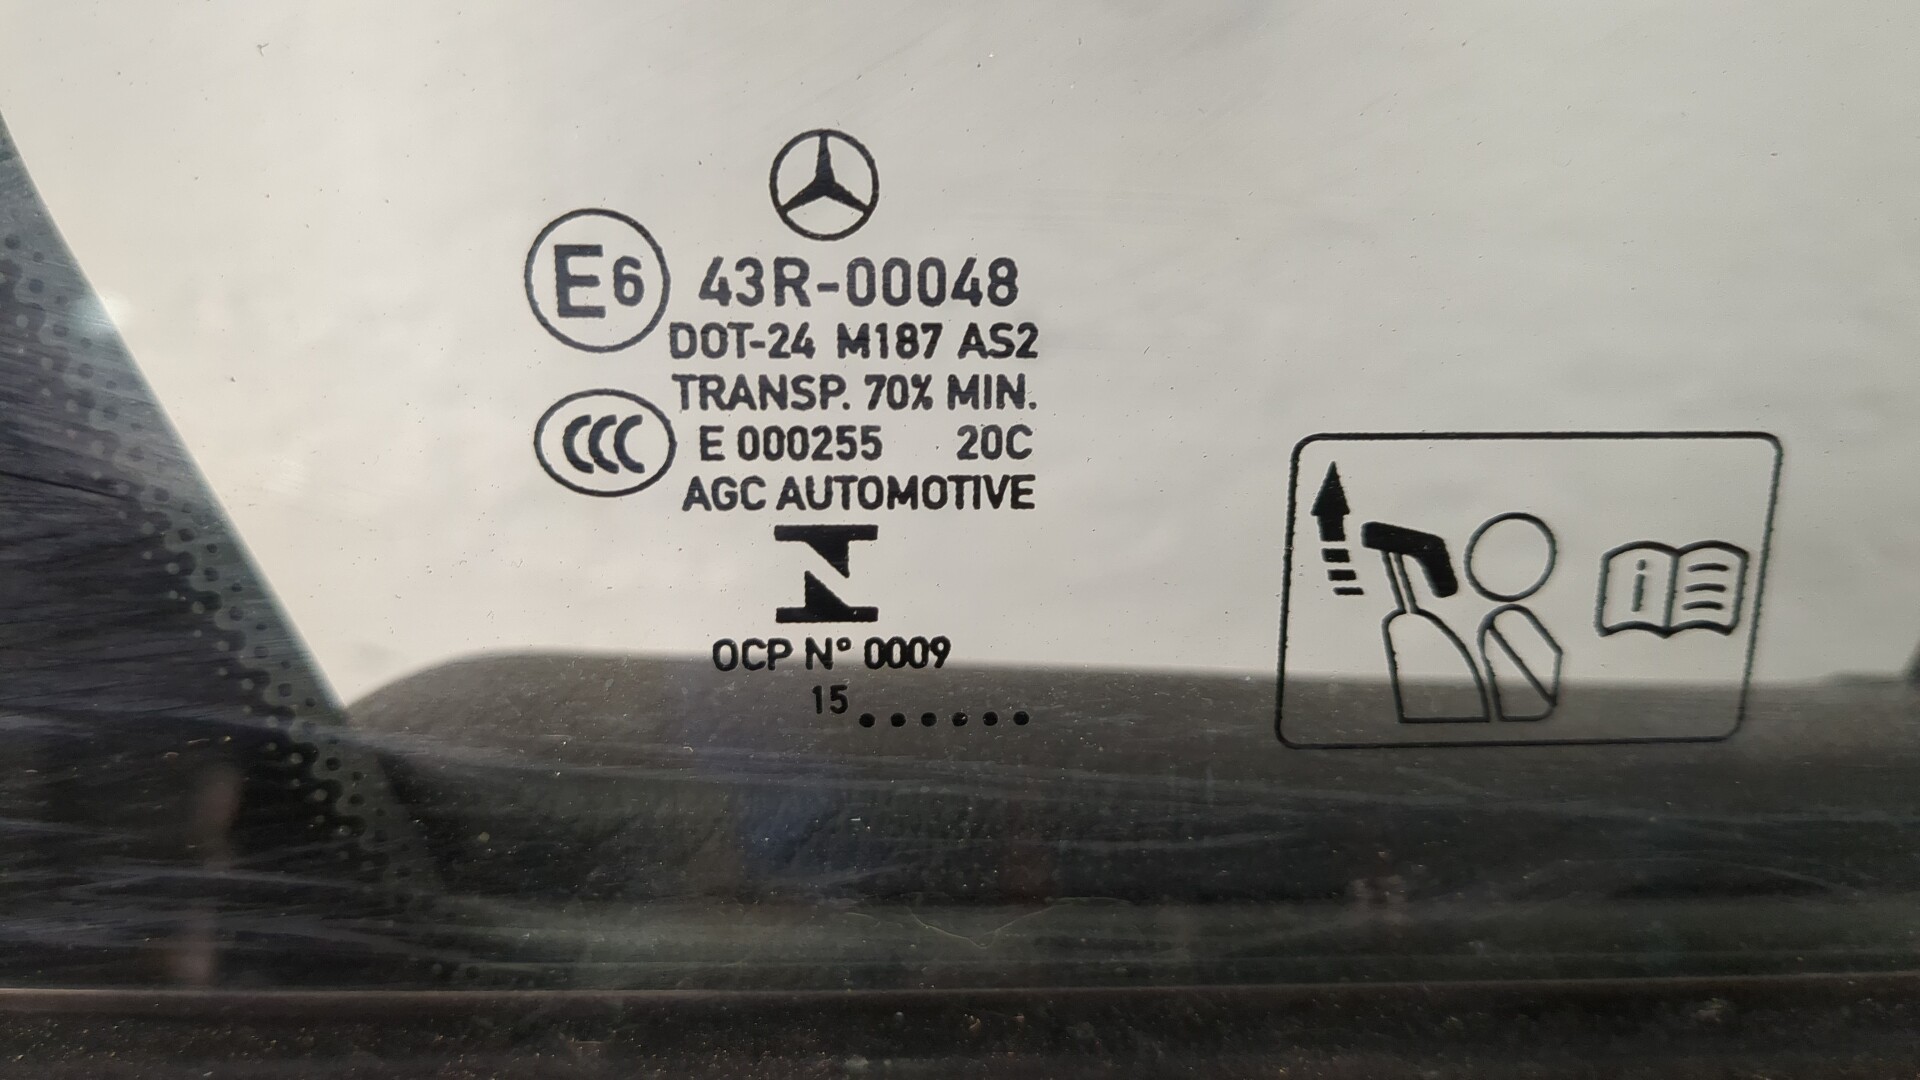 E6 43R-00048
DOT-24 M187 AS2
TRANSP. 70% MIN.
CCC E 000255 20C
AGC AUTOMOTIVE
OCP N° 0009
15......
i